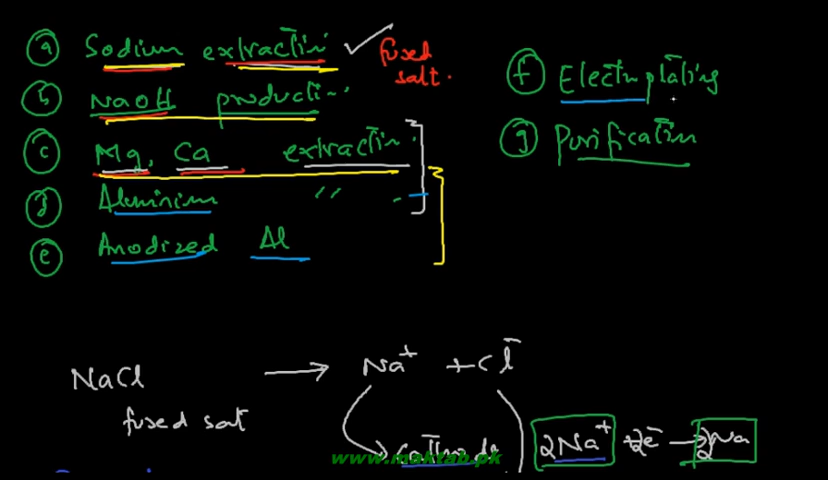 a Sodium extraction
fused
salt.
b NaOH production.
c Mg, Ca extraction.
d Aluminium "
e Anodized Al
f Electroplating
g Purification
NaCl → Na⁺ + Cl⁻
fused salt
cathode 2Na⁺ + 2e⁻ → 2Na
www.maktab.pk